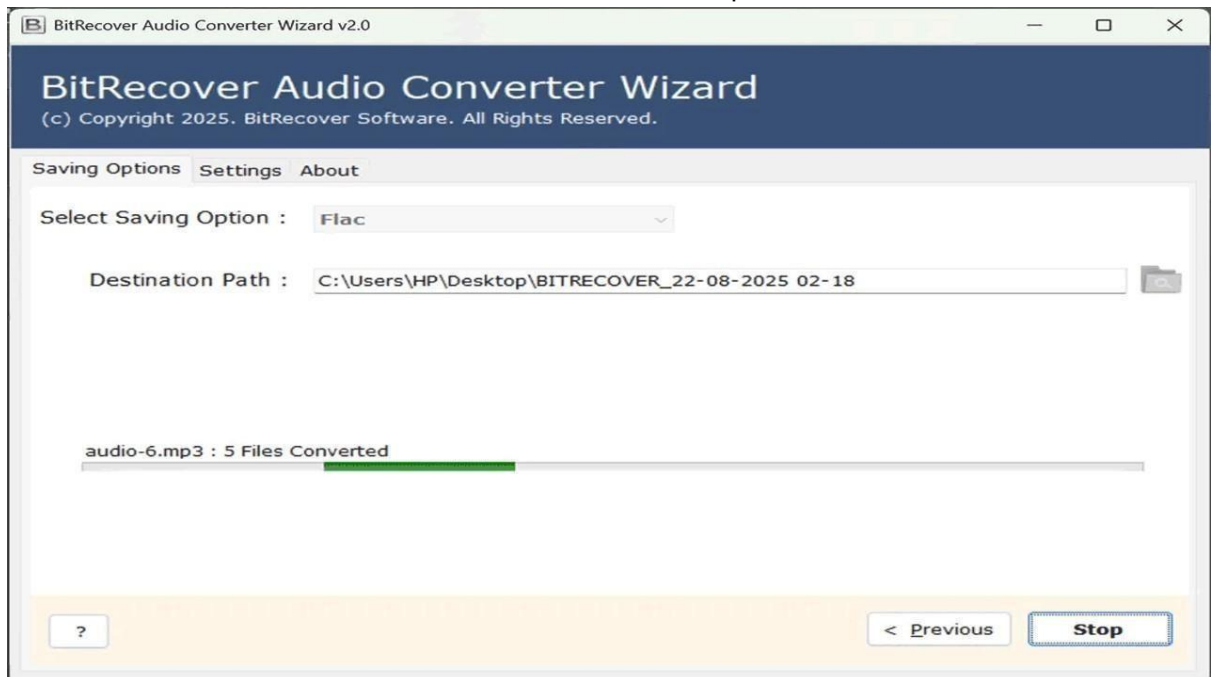 BitRecover Audio Converter Wizard v2.0
BitRecover Audio Converter Wizard
(c) Copyright 2025. BitRecover Software. All Rights Reserved.
Saving Options Settings About
Select Saving Option : Flac
Destination Path : C:\Users\HP\Desktop\BITRECOVER_22-08-2025 02-18
audio-6.mp3 : 5 Files Converted
? < Previous Stop